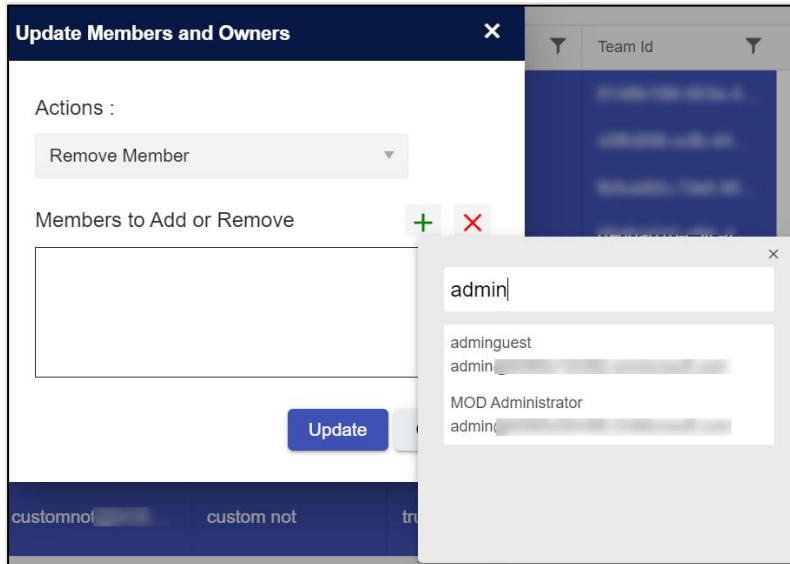 Update Members and Owners
Team Id
Actions :
Remove Member
Members to Add or Remove
admin
adminguest
admin
MOD Administrator
admin@
Update
customnot
custom not